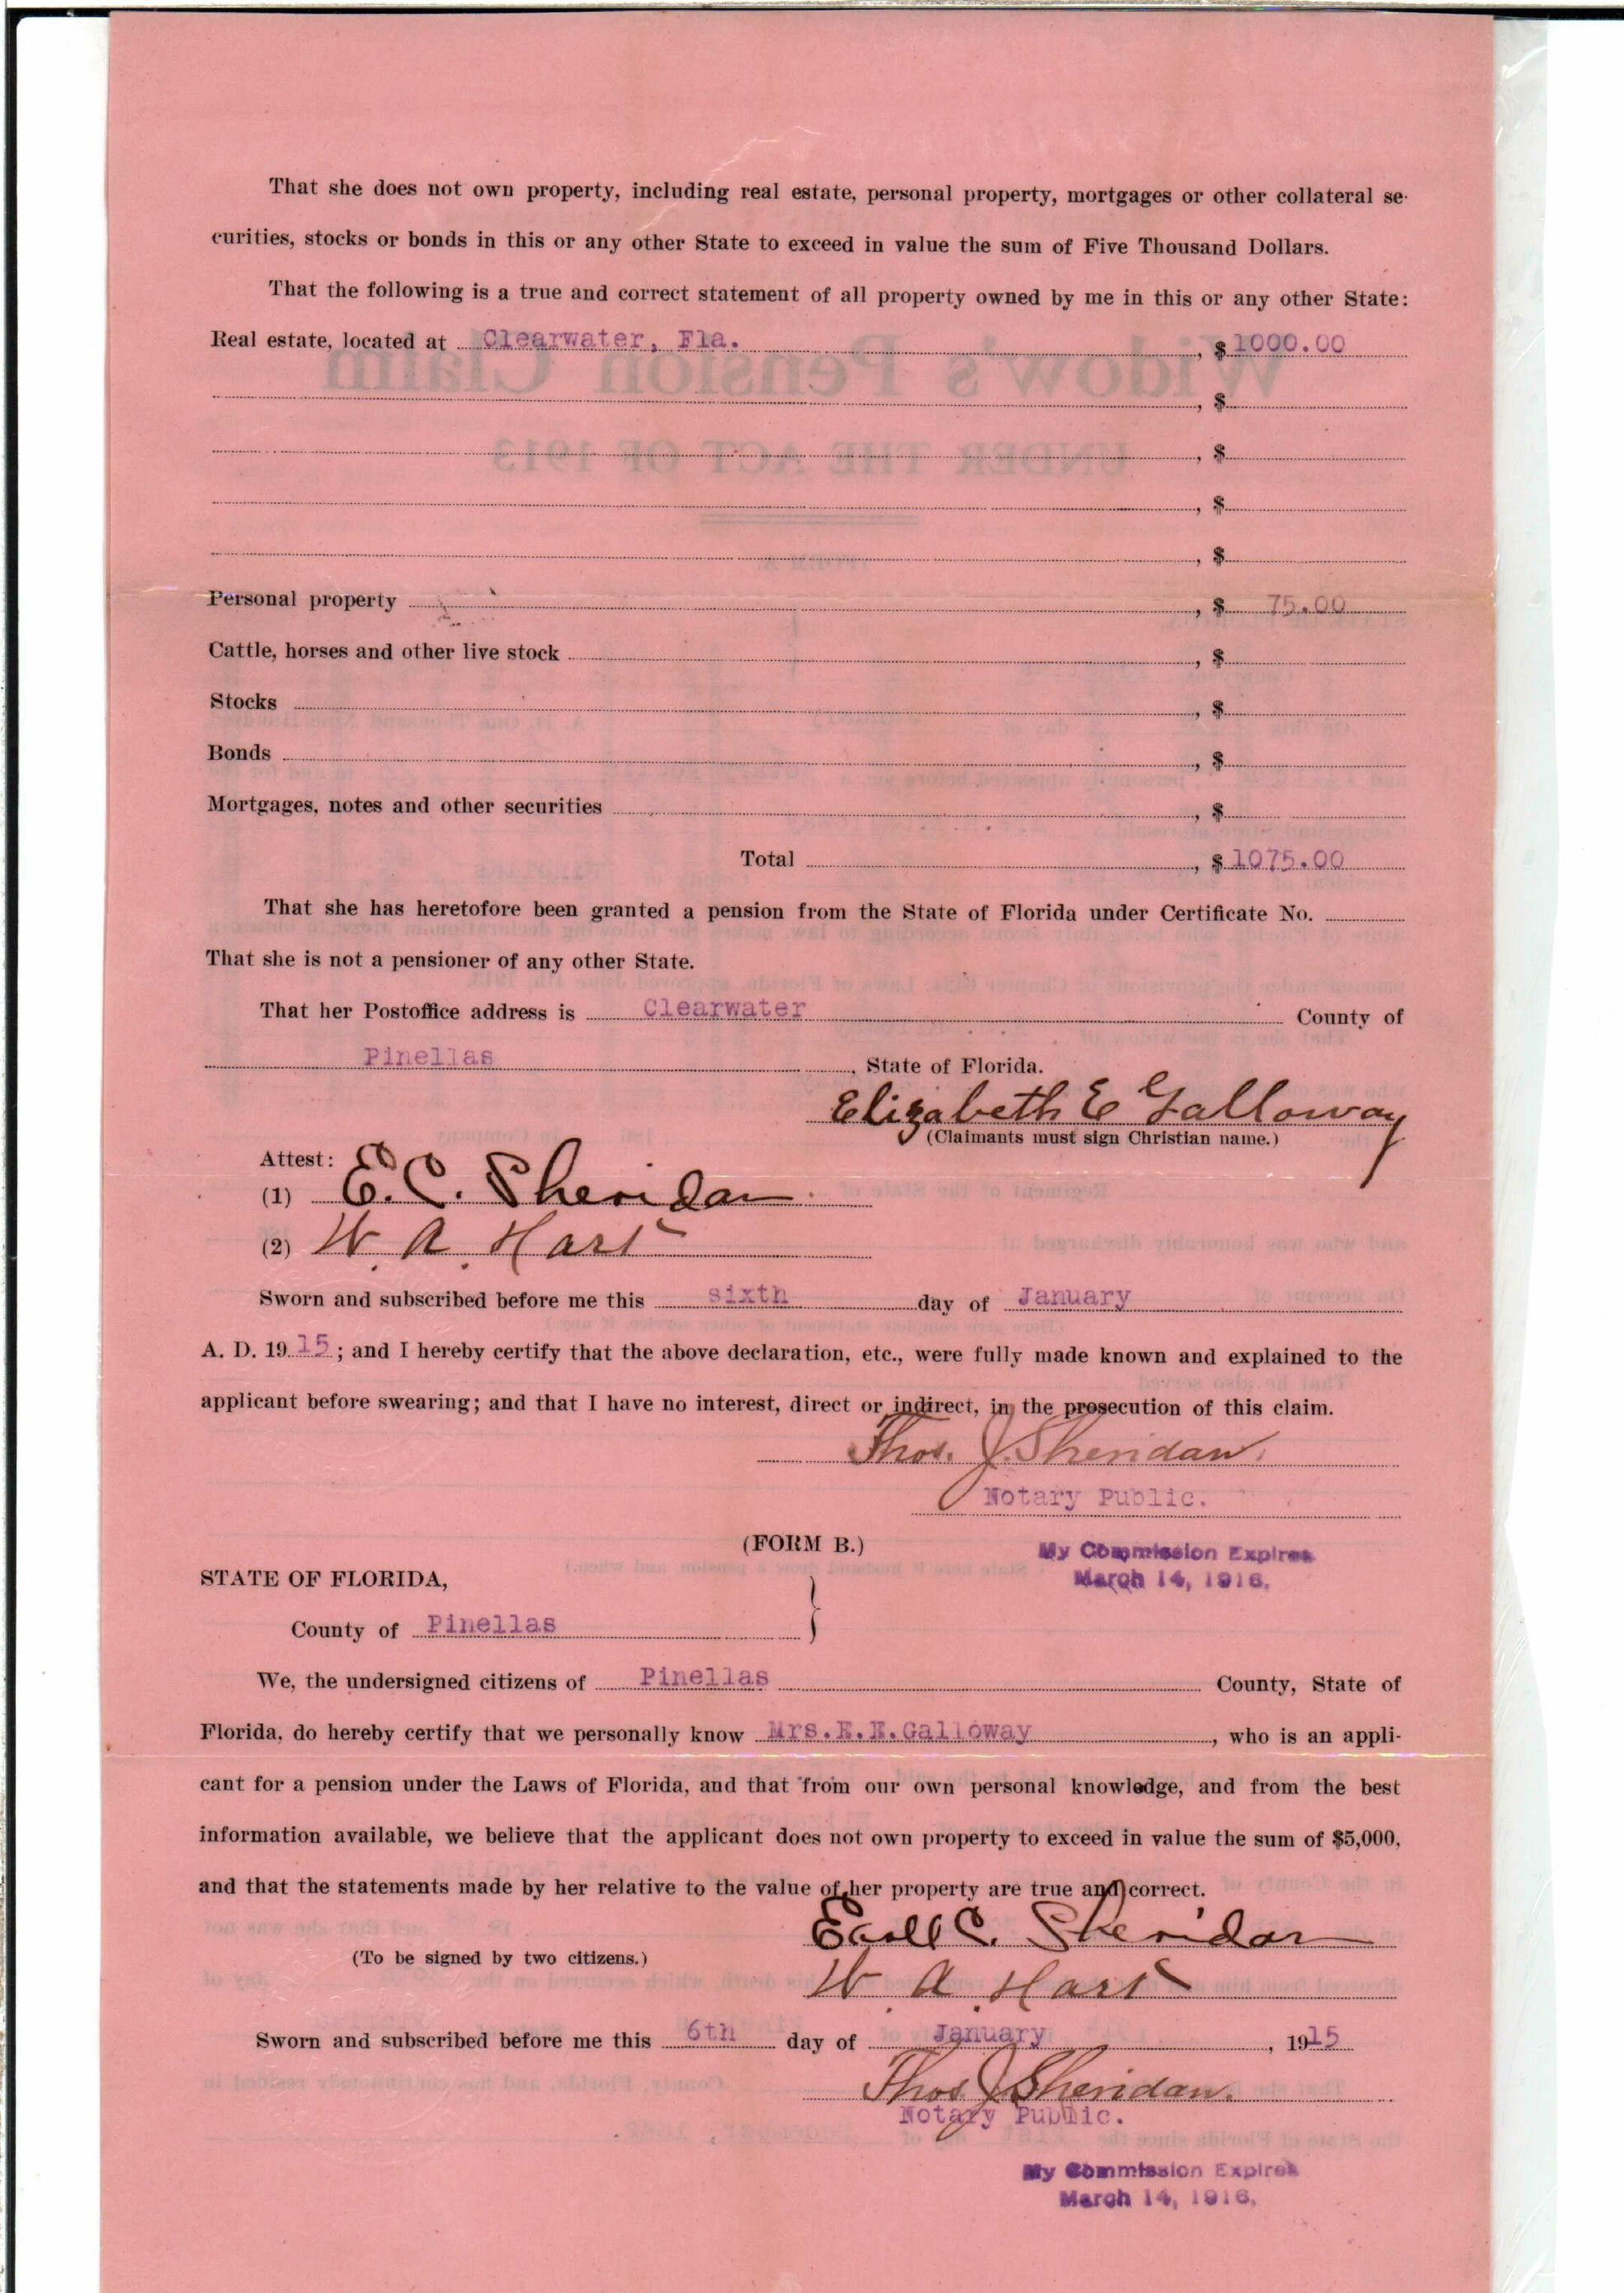 That she does not own property, including real estate, personal property, mortgages or other collateral se-
curities, stocks or bonds in this or any other State to exceed in value the sum of Five Thousand Dollars.
That the following is a true and correct statement of all property owned by me in this or any other State:
Real estate, located at Clearwater, Fla. , $ 1000.00
, $
, $
, $
, $
Personal property , $ 75.00
Cattle, horses and other live stock , $
Stocks , $
Bonds , $
Mortgages, notes and other securities , $
Total , $ 1075.00
That she has heretofore been granted a pension from the State of Florida under Certificate No.
That she is not a pensioner of any other State.
That her Postoffice address is Clearwater County of
Pinellas , State of Florida.
Elizabeth E Galloway
(Claimants must sign Christian name.)
Attest:
(1) E. C. Sheridan
(2) W. A. Hart
Sworn and subscribed before me this sixth day of January
A. D. 19 15 ; and I hereby certify that the above declaration, etc., were fully made known and explained to the
applicant before swearing; and that I have no interest, direct or indirect, in the prosecution of this claim.
Thos. J. Sheridan.
Notary Public.
(FORM B.)
My Commission Expires
March 14, 1916.
STATE OF FLORIDA,
County of Pinellas
We, the undersigned citizens of Pinellas County, State of
Florida, do hereby certify that we personally know Mrs.E.E.Galloway , who is an appli-
cant for a pension under the Laws of Florida, and that from our own personal knowledge, and from the best
information available, we believe that the applicant does not own property to exceed in value the sum of $5,000,
and that the statements made by her relative to the value of her property are true and correct.
Earll C. Sheridan
(To be signed by two citizens.)
W. A. Hart
Sworn and subscribed before me this 6th day of January , 1915
Thos J Sheridan.
Notary Public.
My Commission Expires
March 14, 1916.